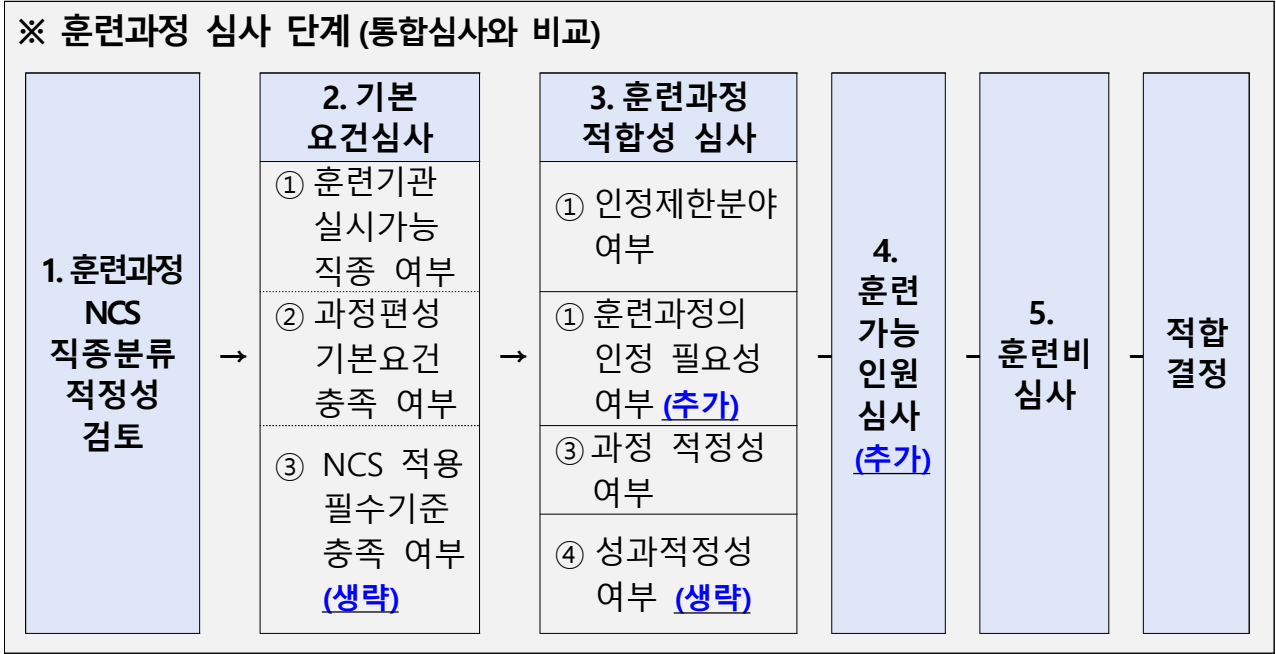 ※ 훈련과정 심사 단계 (통합심사와 비교)
1. 훈련과정
NCS
직종분류
적정성
검토
→
2. 기본
요건심사
① 훈련기관
실시가능
직종 여부
② 과정편성
기본요건
충족 여부
③ NCS 적용
필수기준
충족 여부
(생략)
→
3. 훈련과정
적합성 심사
① 인정제한분야
여부
① 훈련과정의
인정 필요성
여부 (추가)
③ 과정 적정성
여부
④ 성과적정성
여부 (생략)
–
4.
훈련
가능
인원
심사
(추가)
–
5.
훈련비
심사
–
적합
결정